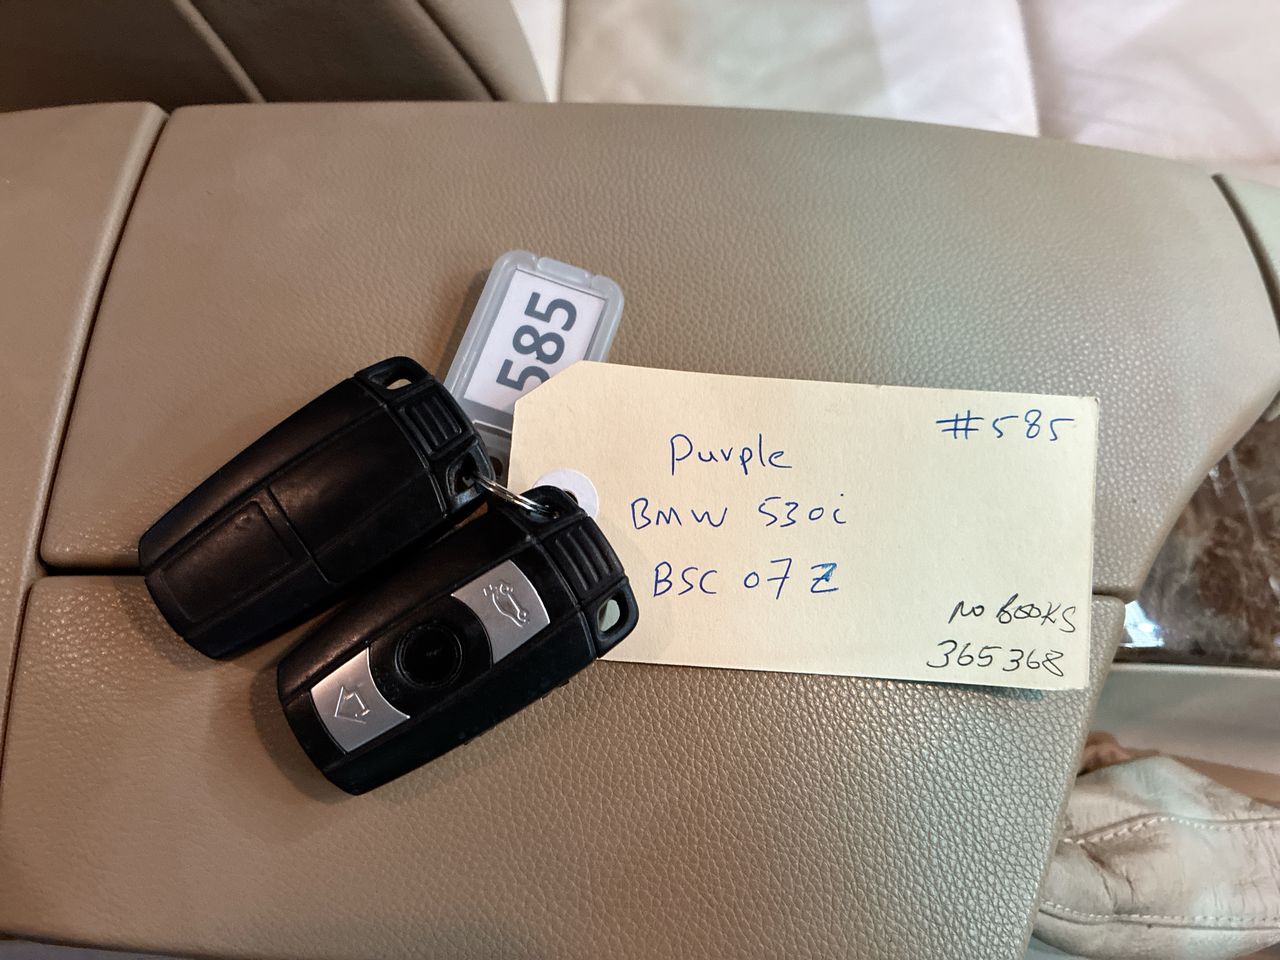 585
#585
Purple
BMW 530i
BSC 07 Z
NO BOOKS
365368